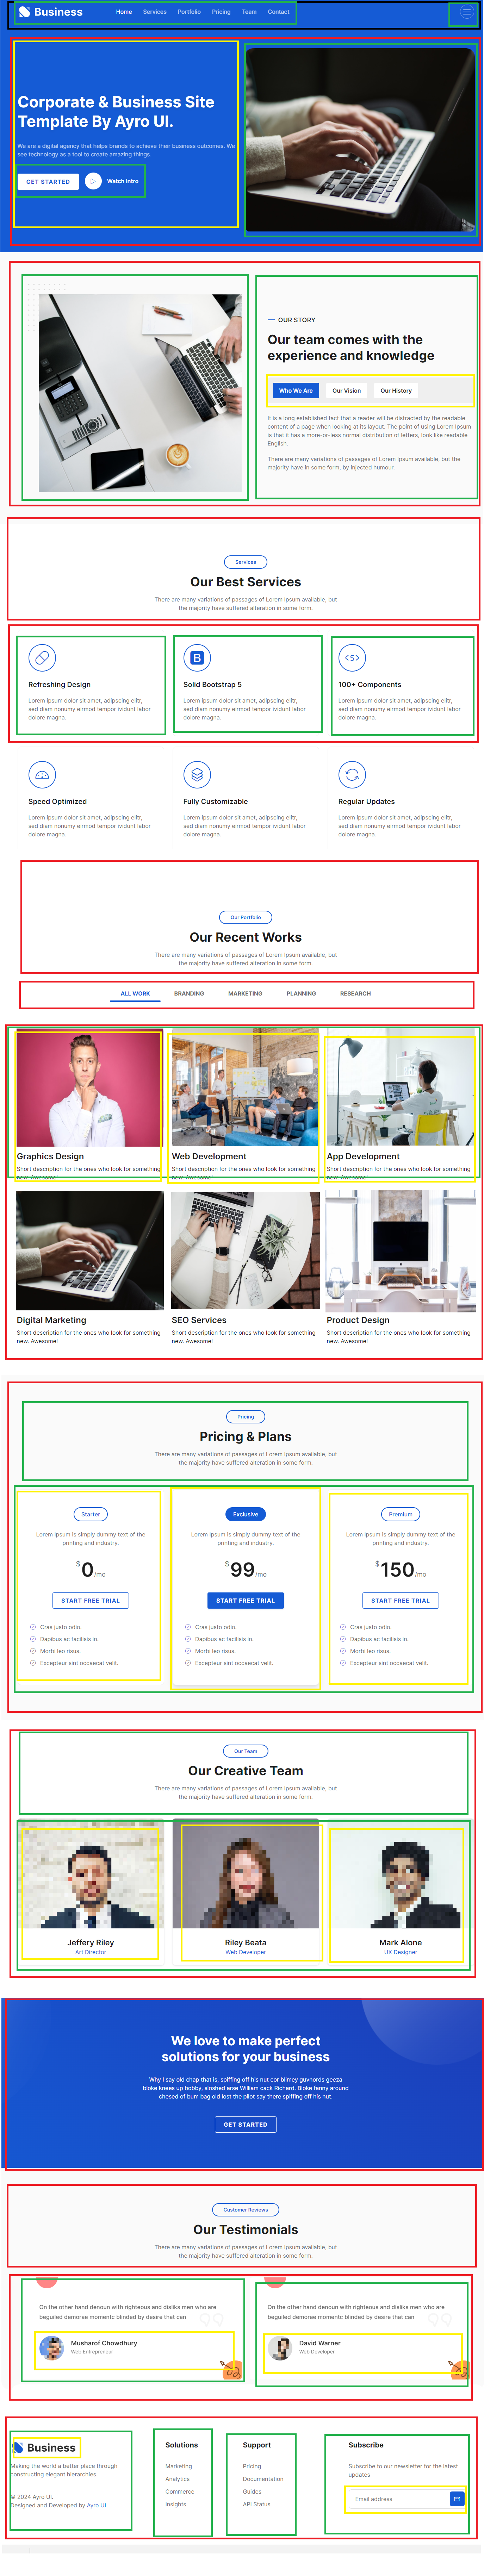 Business
Home Services Portfolio Pricing Team Contact
Corporate & Business Site
Template By Ayro UI.
We are a digital agency that helps brands to achieve their business outcomes. We
see technology as a tool to create amazing things.
GET STARTED
Watch Intro
OUR STORY
Our team comes with the
experience and knowledge
Who We Are
Our Vision
Our History
It is a long established fact that a reader will be distracted by the readable
content of a page when looking at its layout. The point of using Lorem Ipsum
is that it has a more-or-less normal distribution of letters, look like readable
English.
There are many variations of passages of Lorem Ipsum available, but the
majority have in some form, by injected humour.
Services
Our Best Services
There are many variations of passages of Lorem Ipsum available, but
the majority have suffered alteration in some form.
Refreshing Design
Lorem ipsum dolor sit amet, adipscing elitr,
sed diam nonumy eirmod tempor ividunt labor
dolore magna.
Solid Bootstrap 5
Lorem ipsum dolor sit amet, adipscing elitr,
sed diam nonumy eirmod tempor ividunt labor
dolore magna.
100+ Components
Lorem ipsum dolor sit amet, adipscing elitr,
sed diam nonumy eirmod tempor ividunt labor
dolore magna.
Speed Optimized
Lorem ipsum dolor sit amet, adipscing elitr,
sed diam nonumy eirmod tempor ividunt labor
dolore magna.
Fully Customizable
Lorem ipsum dolor sit amet, adipscing elitr,
sed diam nonumy eirmod tempor ividunt labor
dolore magna.
Regular Updates
Lorem ipsum dolor sit amet, adipscing elitr,
sed diam nonumy eirmod tempor ividunt labor
dolore magna.
Our Portfolio
Our Recent Works
There are many variations of passages of Lorem Ipsum available, but
the majority have suffered alteration in some form.
ALL WORK BRANDING MARKETING PLANNING RESEARCH
Graphics Design
Short description for the ones who look for something
new. Awesome!
Web Development
Short description for the ones who look for something
new. Awesome!
App Development
Short description for the ones who look for something
new. Awesome!
Digital Marketing
Short description for the ones who look for something
new. Awesome!
SEO Services
Short description for the ones who look for something
new. Awesome!
Product Design
Short description for the ones who look for something
new. Awesome!
Pricing
Pricing & Plans
There are many variations of passages of Lorem Ipsum available, but
the majority have suffered alteration in some form.
Starter
Lorem Ipsum is simply dummy text of the
printing and industry.
$0/mo
START FREE TRIAL
Cras justo odio.
Dapibus ac facilisis in.
Morbi leo risus.
Excepteur sint occaecat velit.
Exclusive
Lorem Ipsum is simply dummy text of the
printing and industry.
$99/mo
START FREE TRIAL
Cras justo odio.
Dapibus ac facilisis in.
Morbi leo risus.
Excepteur sint occaecat velit.
Premium
Lorem Ipsum is simply dummy text of the
printing and industry.
$150/mo
START FREE TRIAL
Cras justo odio.
Dapibus ac facilisis in.
Morbi leo risus.
Excepteur sint occaecat velit.
Our Team
Our Creative Team
There are many variations of passages of Lorem Ipsum available, but
the majority have suffered alteration in some form.
Jeffery Riley
Art Director
Riley Beata
Web Developer
Mark Alone
UX Designer
We love to make perfect
solutions for your business
Why I say old chap that is, spiffing off his nut cor blimey guvnords geeza
bloke knees up bobby, sloshed arse William cack Richard. Bloke fanny around
chesed of bum bag old lost the pilot say there spiffing off his nut.
GET STARTED
Customer Reviews
Our Testimonials
There are many variations of passages of Lorem Ipsum available, but
the majority have suffered alteration in some form.
On the other hand denoun with righteous and disliks men who are
beguiled demorae momentc blinded by desire that can
Musharof Chowdhury
Web Entrepreneur
On the other hand denoun with righteous and disliks men who are
beguiled demorae momentc blinded by desire that can
David Warner
Web Developer
Business
Making the world a better place through
constructing elegant hierarchies.
© 2024 Ayro UI.
Designed and Developed by Ayro UI
Solutions
Marketing
Analytics
Commerce
Insights
Support
Pricing
Documentation
Guides
API Status
Subscribe
Subscribe to our newsletter for the latest
updates
Email address